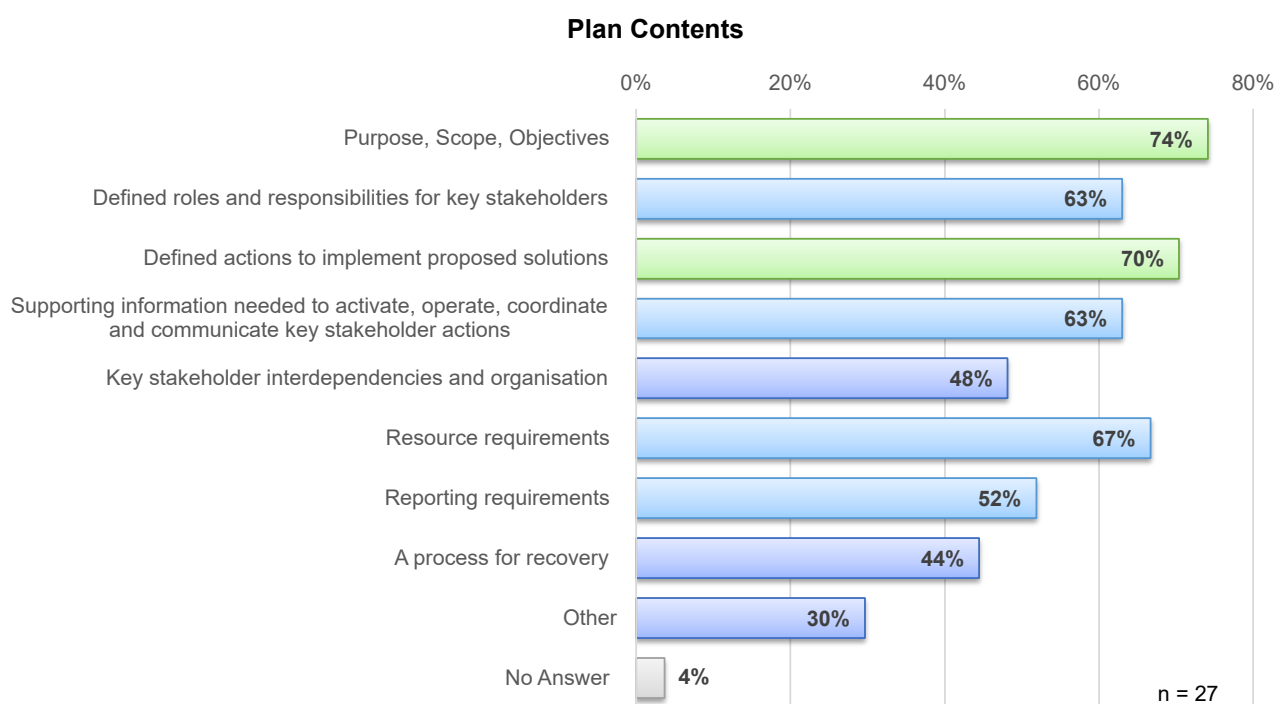 Plan Contents
0% 20% 40% 60% 80%
Purpose, Scope, Objectives 74%
Defined roles and responsibilities for key stakeholders 63%
Defined actions to implement proposed solutions 70%
Supporting information needed to activate, operate, coordinate
and communicate key stakeholder actions 63%
Key stakeholder interdependencies and organisation 48%
Resource requirements 67%
Reporting requirements 52%
A process for recovery 44%
Other 30%
No Answer 4%
n = 27